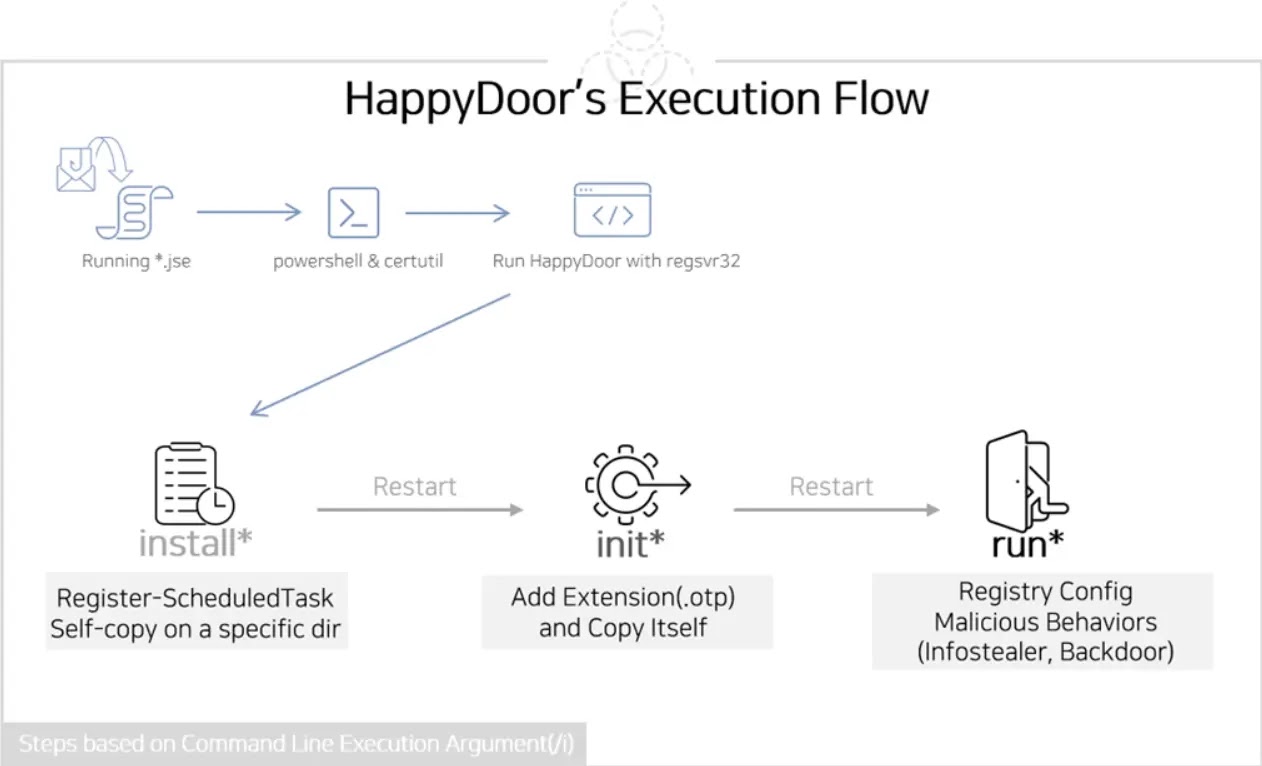 HappyDoor's Execution Flow
Running *.jse
powershell & certutil
Run HappyDoor with regsvr32
Restart
Restart
install*
init*
run*
Register-ScheduledTask
Self-copy on a specific dir
Add Extension(.otp)
and Copy Itself
Registry Config
Malicious Behaviors
(Infostealer, Backdoor)
Steps based on Command Line Execution Argument(/i)